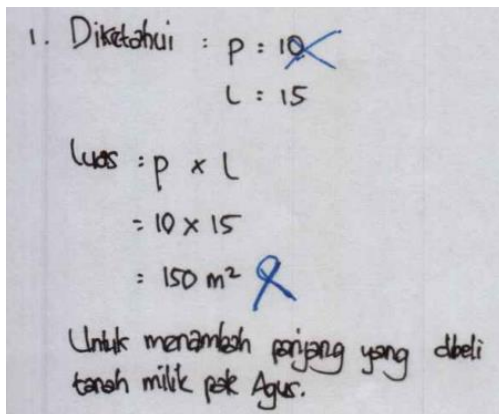 1. Diketahui : p : 10
L : 15
Luas : p x L
= 10 x 15
= 150 m²
Untuk menambah panjang yang dibeli
tanah milik pak Agus.